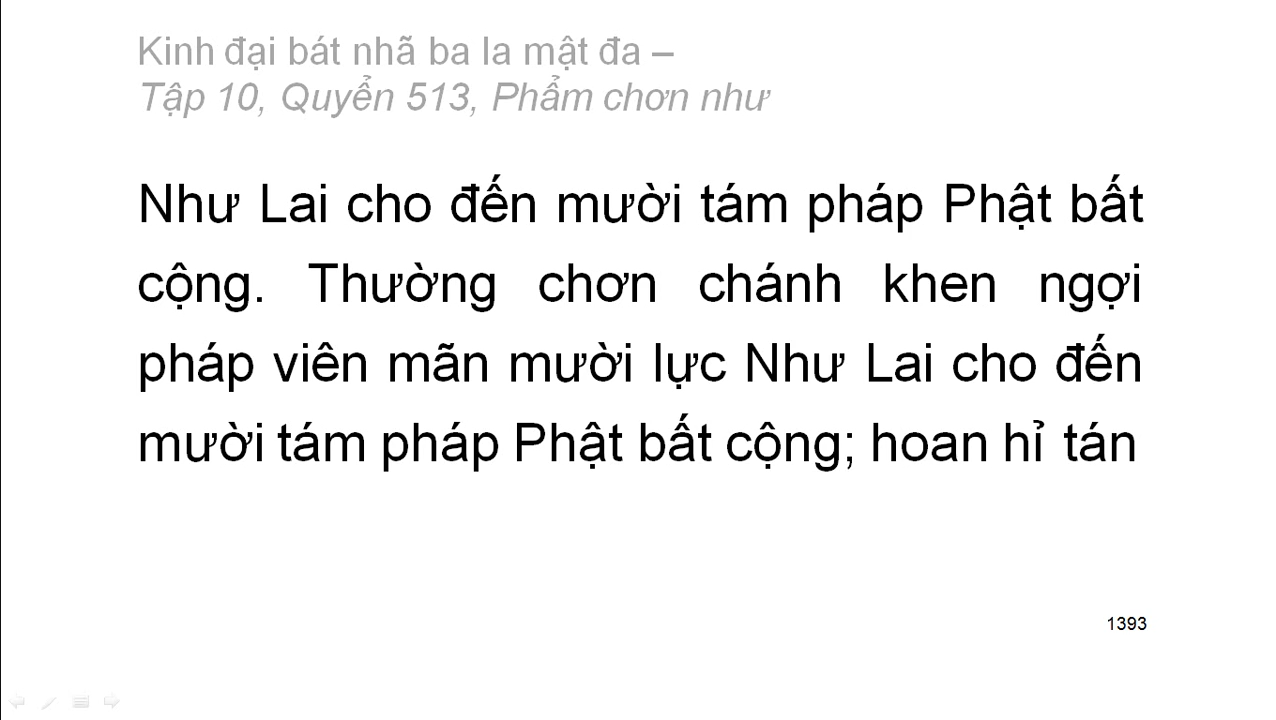 Kinh đại bát nhã ba la mật đa –
Tập 10, Quyển 513, Phẩm chơn như
Như Lai cho đến mười tám pháp Phật bất
cộng. Thường chơn chánh khen ngợi
pháp viên mãn mười lực Như Lai cho đến
mười tám pháp Phật bất cộng; hoan hỉ tán
1393